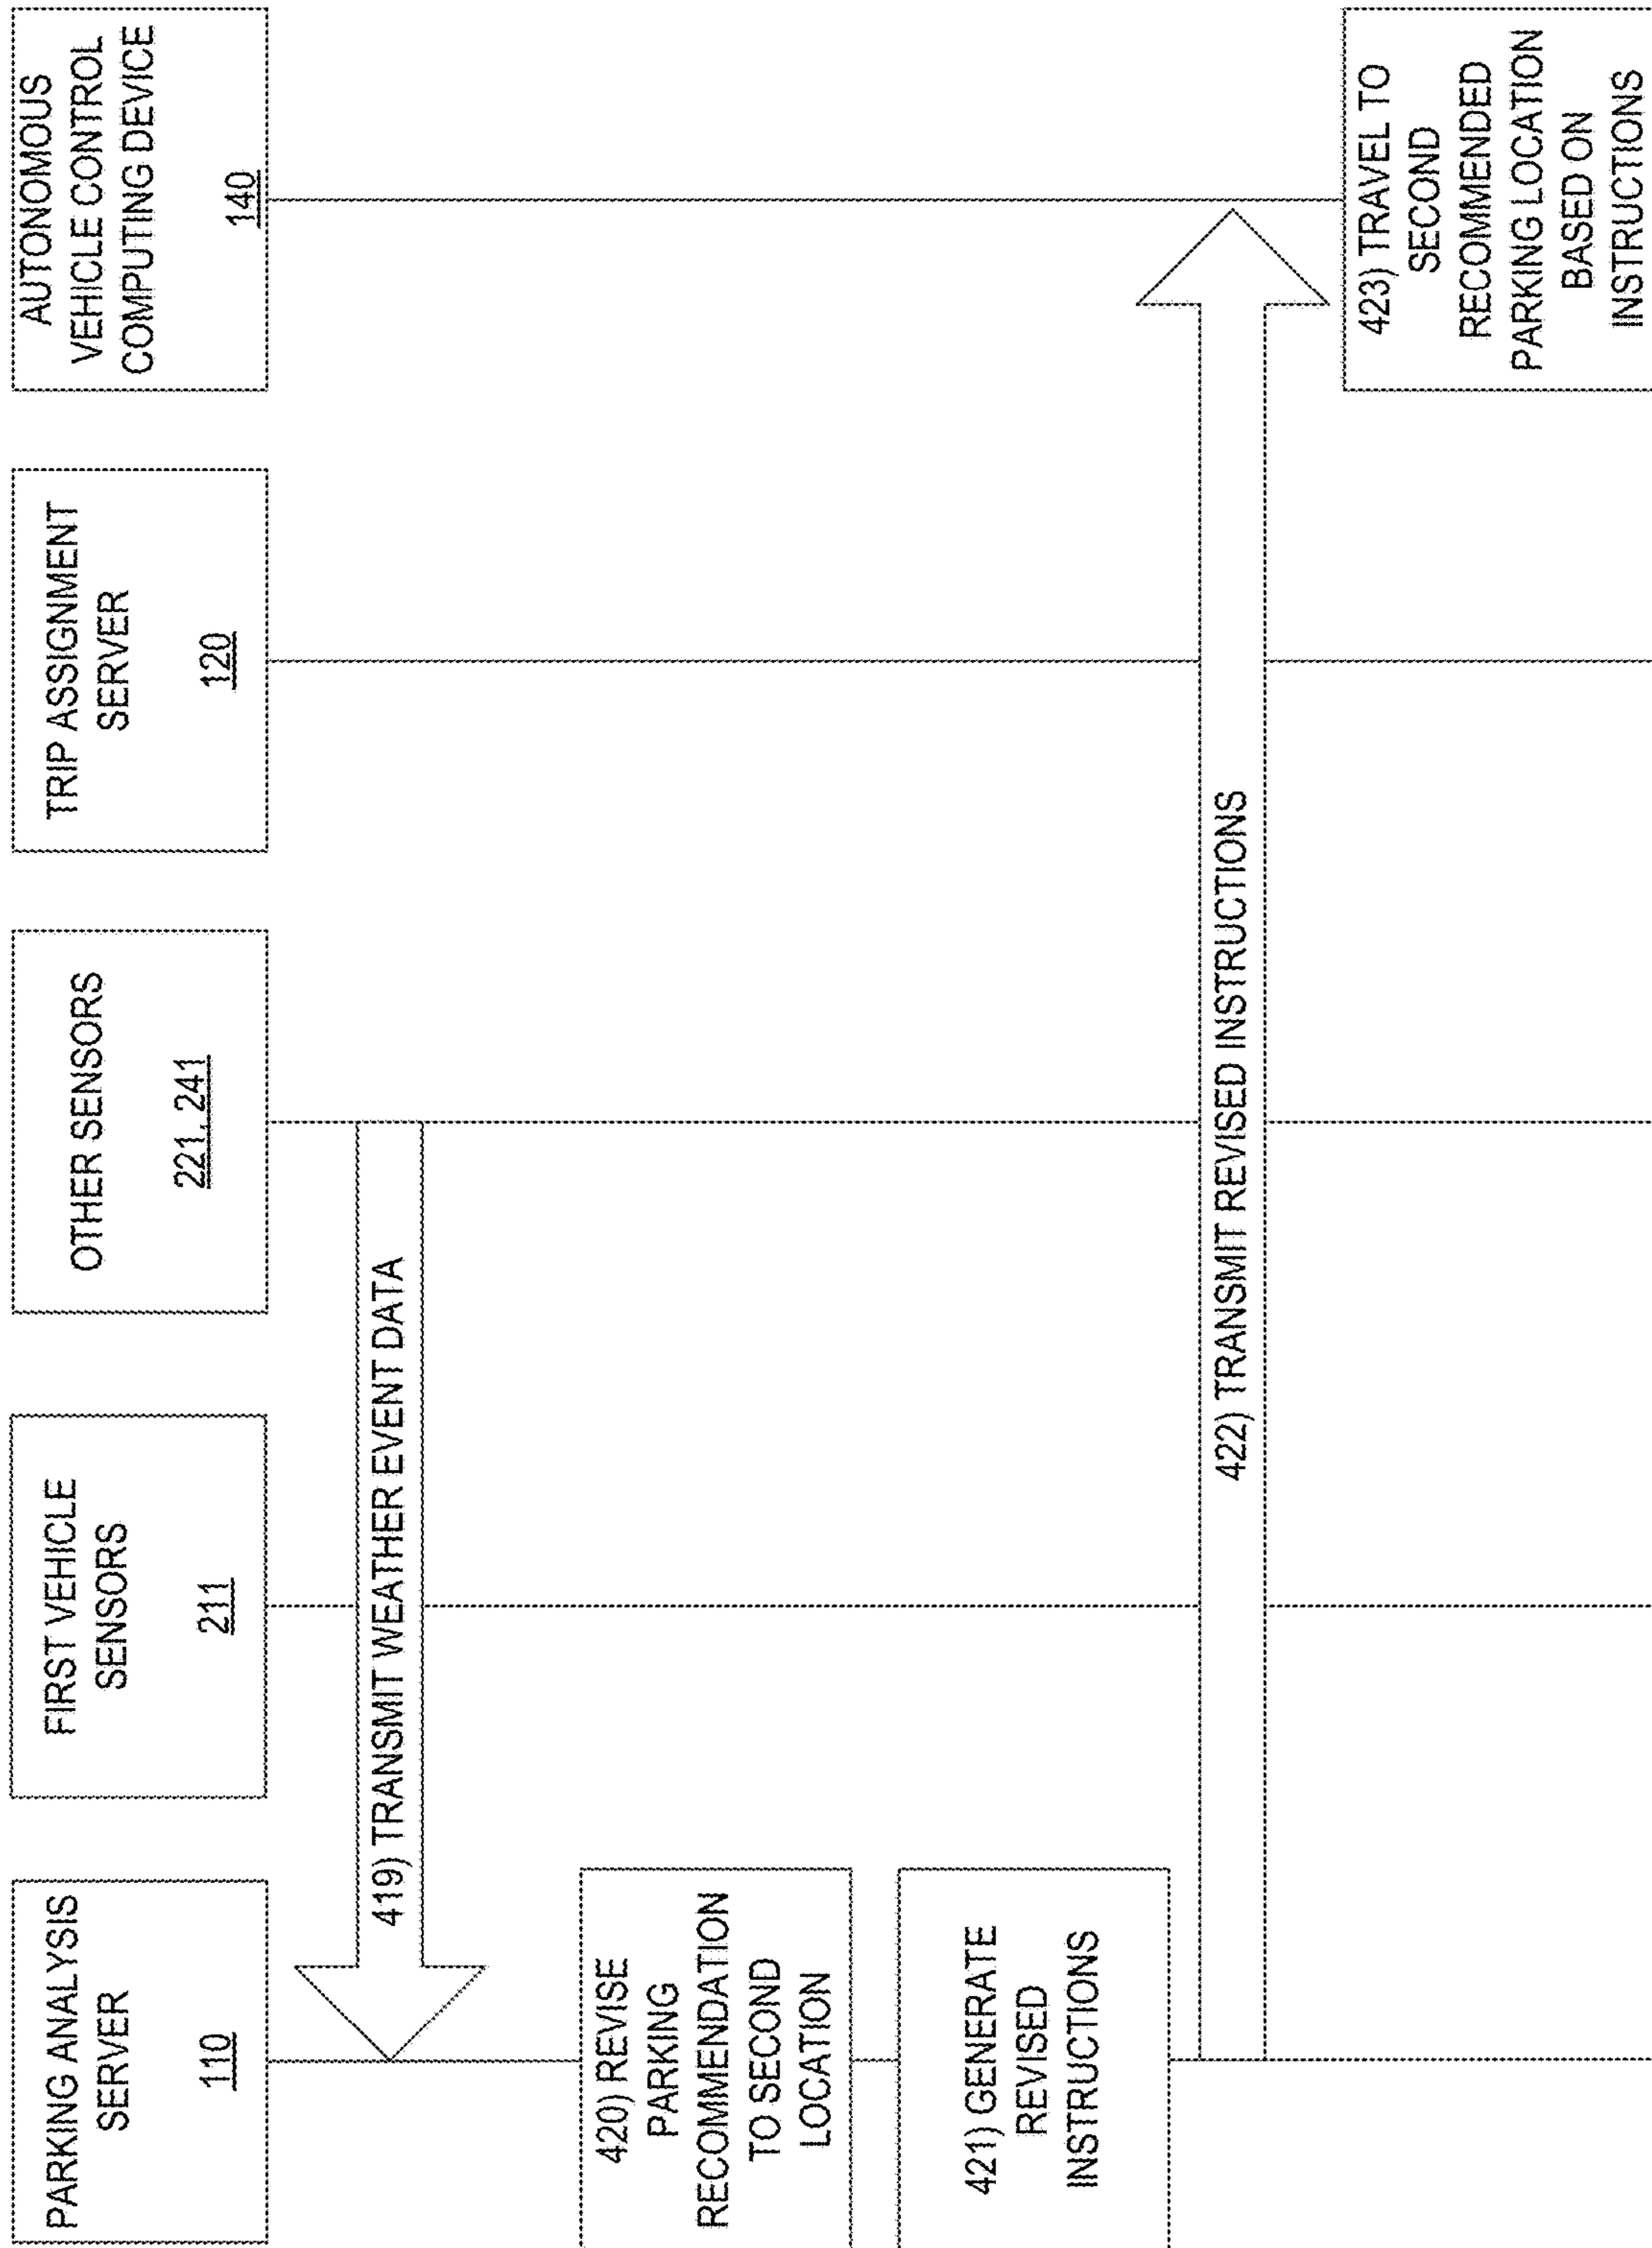 PARKING ANALYSIS
SERVER
110
FIRST VEHICLE
SENSORS
211
OTHER SENSORS
221, 241
TRIP ASSIGNMENT
SERVER
120
AUTONOMOUS
VEHICLE CONTROL
COMPUTING DEVICE
140
419) TRANSMIT WEATHER EVENT DATA
420) REVISE
PARKING
RECOMMENDATION
TO SECOND
LOCATION
421) GENERATE
REVISED
INSTRUCTIONS
422) TRANSMIT REVISED INSTRUCTIONS
423) TRAVEL TO
SECOND
RECOMMENDED
PARKING LOCATION
BASED ON
INSTRUCTIONS